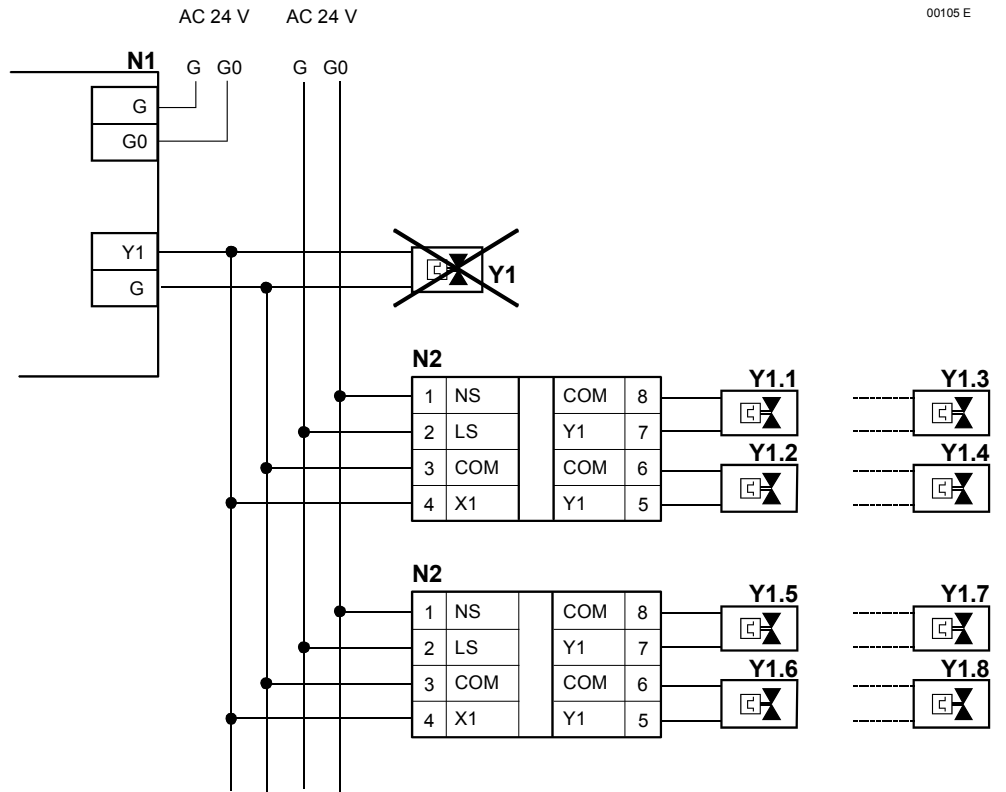 AC 24 V AC 24 V
00105 E
N1 G G0 G G0
G
G0
Y1
G
Y1
N2
1 NS COM 8
2 LS Y1 7
3 COM COM 6
4 X1 Y1 5
Y1.1 Y1.3
Y1.2 Y1.4
N2
1 NS COM 8
2 LS Y1 7
3 COM COM 6
4 X1 Y1 5
Y1.5 Y1.7
Y1.6 Y1.8